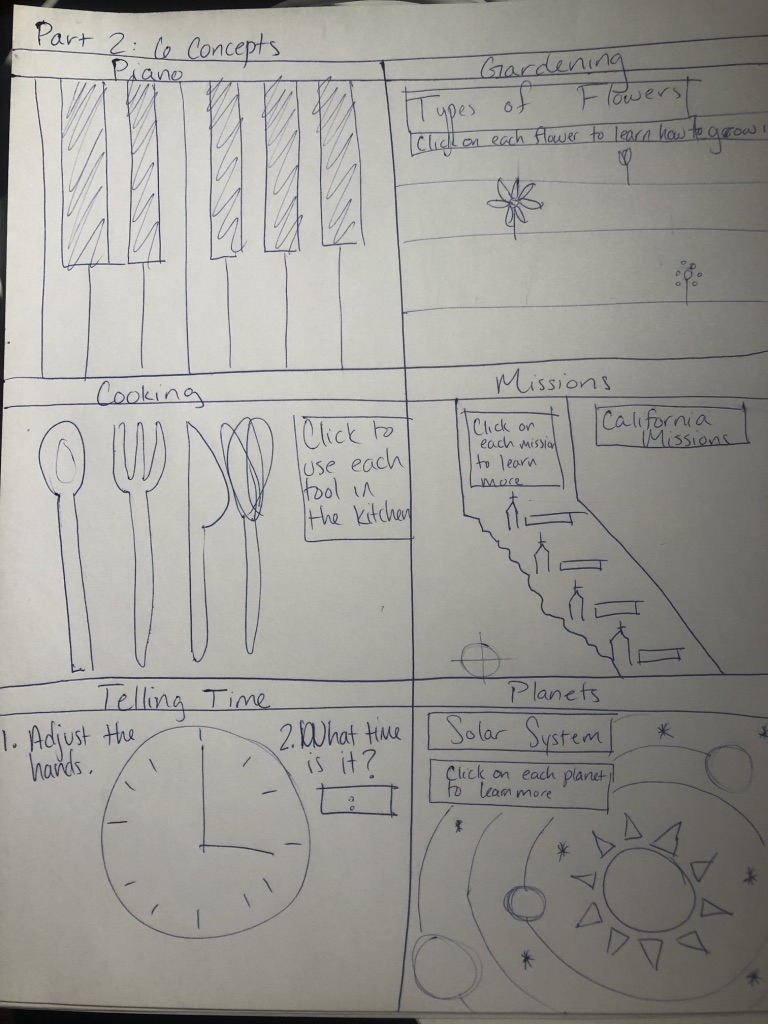 Part 2: 6 Concepts
Piano
Gardening
Types of Flowers
Click on each flower to learn how to grow
Cooking
Click to
use each
tool in
the kitchen
Missions
Click on
each mission
to learn
more
California
Missions
Telling Time
1. Adjust the
hands.
2. What time
is it?
:
Planets
Solar System
Click on each planet
to learn more